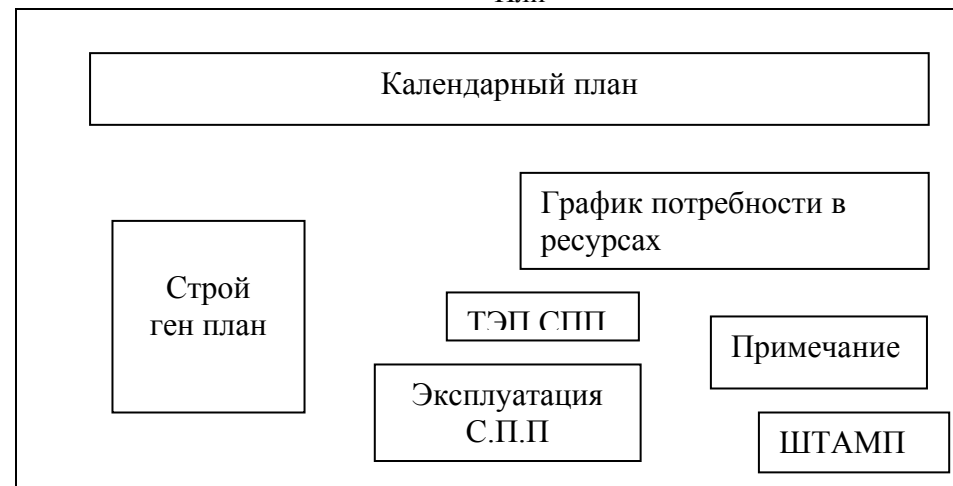 Календарный план
График потребности в
ресурсах
Строй
ген план
ТЭП СПП
Примечание
Эксплуатация
С.П.П
ШТАМП